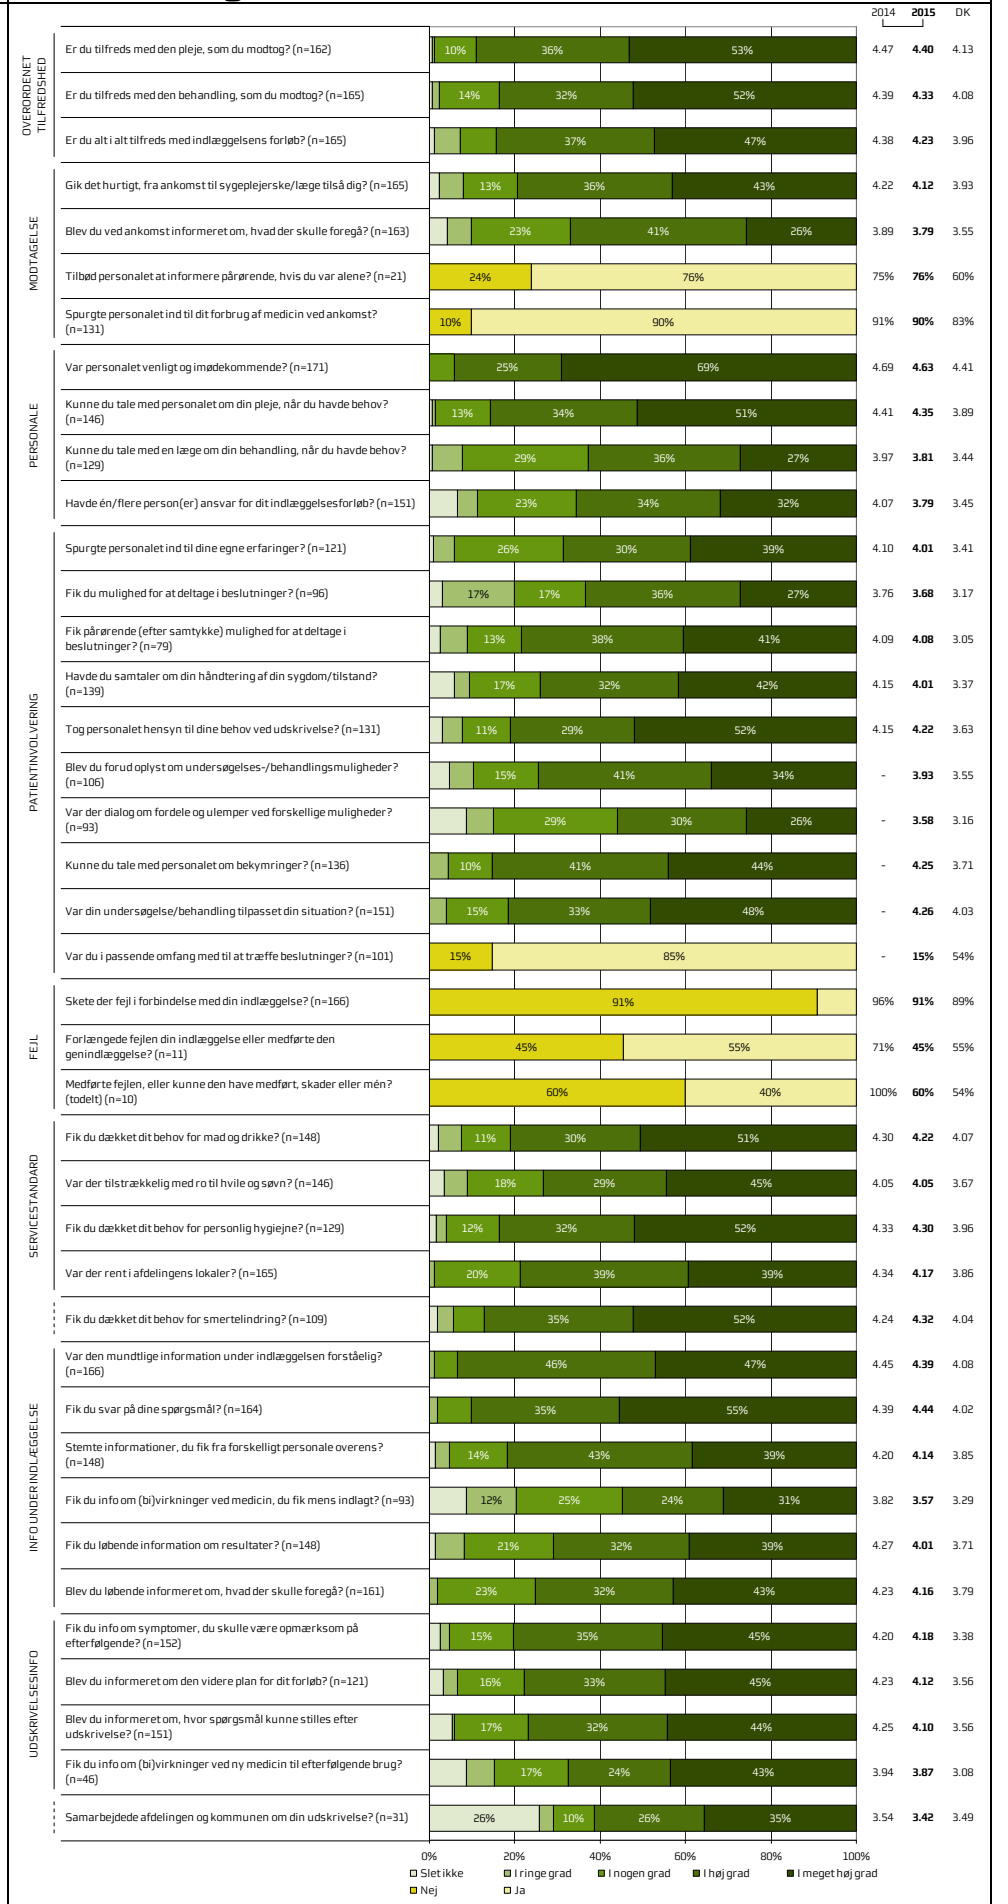 2014 2015 DK
OVERORDENET TILFREDSHED
Er du tilfreds med den pleje, som du modtog? (n=162) 10% 36% 53% 4.47 4.40 4.13
Er du tilfreds med den behandling, som du modtog? (n=165) 14% 32% 52% 4.39 4.33 4.08
Er du alt i alt tilfreds med indlæggelsens forløb? (n=165) 37% 47% 4.38 4.23 3.96
MODTAGELSE
Gik det hurtigt, fra ankomst til sygeplejerske/læge tilså dig? (n=165) 13% 36% 43% 4.22 4.12 3.93
Blev du ved ankomst informeret om, hvad der skulle foregå? (n=163) 23% 41% 26% 3.89 3.79 3.55
Tilbød personalet at informere pårørende, hvis du var alene? (n=21) 24% 76% 75% 76% 60%
Spurgte personalet ind til dit forbrug af medicin ved ankomst?
(n=131) 10% 90% 91% 90% 83%
PERSONALE
Var personalet venligt og imødekommende? (n=171) 25% 69% 4.69 4.63 4.41
Kunne du tale med personalet om din pleje, når du havde behov?
(n=146) 13% 34% 51% 4.41 4.35 3.89
Kunne du tale med en læge om din behandling, når du havde behov?
(n=129) 29% 36% 27% 3.97 3.81 3.44
Havde én/flere person(er) ansvar for dit indlæggelsesforløb? (n=151) 23% 34% 32% 4.07 3.79 3.45
PATIENTINVOLVERING
Spurgte personalet ind til dine egne erfaringer? (n=121) 26% 30% 39% 4.10 4.01 3.41
Fik du mulighed for at deltage i beslutninger? (n=96) 17% 17% 36% 27% 3.76 3.68 3.17
Fik pårørende (efter samtykke) mulighed for at deltage i
beslutninger? (n=79) 13% 38% 41% 4.09 4.08 3.05
Havde du samtaler om din håndtering af din sygdom/tilstand?
(n=139) 17% 32% 42% 4.15 4.01 3.37
Tog personalet hensyn til dine behov ved udskrivelse? (n=131) 11% 29% 52% 4.15 4.22 3.63
Blev du forud oplyst om undersøgelses-/behandlingsmuligheder?
(n=106) 15% 41% 34% - 3.93 3.55
Var der dialog om fordele og ulemper ved forskellige muligheder?
(n=93) 29% 30% 26% - 3.58 3.16
Kunne du tale med personalet om bekymringer? (n=136) 10% 41% 44% - 4.25 3.71
Var din undersøgelse/behandling tilpasset din situation? (n=151) 15% 33% 48% - 4.26 4.03
Var du i passende omfang med til at træffe beslutninger? (n=101) 15% 85% - 15% 54%
FEJL
Skete der fejl i forbindelse med din indlæggelse? (n=166) 91% 96% 91% 89%
Forlængede fejlen din indlæggelse eller medførte den
genindlæggelse? (n=11) 45% 55% 71% 45% 55%
Medførte fejlen, eller kunne den have medført, skader eller mén?
(todelt) (n=10) 60% 40% 100% 60% 54%
SERVICESTANDARD
Fik du dækket dit behov for mad og drikke? (n=148) 11% 30% 51% 4.30 4.22 4.07
Var der tilstrækkelig med ro til hvile og søvn? (n=146) 18% 29% 45% 4.05 4.05 3.67
Fik du dækket dit behov for personlig hygiejne? (n=129) 12% 32% 52% 4.33 4.30 3.96
Var der rent i afdelingens lokaler? (n=165) 20% 39% 39% 4.34 4.17 3.86
Fik du dækket dit behov for smertelindring? (n=109) 35% 52% 4.24 4.32 4.04
INFO UNDER INDLÆGGELSE
Var den mundtlige information under indlæggelsen forståelig?
(n=166) 46% 47% 4.45 4.39 4.08
Fik du svar på dine spørgsmål? (n=164) 35% 55% 4.39 4.44 4.02
Stemte informationer, du fik fra forskelligt personale overens?
(n=148) 14% 43% 39% 4.20 4.14 3.85
Fik du info om (bi)virkninger ved medicin, du fik mens indlagt? (n=93) 12% 25% 24% 31% 3.82 3.57 3.29
Fik du løbende information om resultater? (n=148) 21% 32% 39% 4.27 4.01 3.71
Blev du løbende informeret om, hvad der skulle foregå? (n=161) 23% 32% 43% 4.23 4.16 3.79
UDSKRIVELSESINFO
Fik du info om symptomer, du skulle være opmærksom på
efterfølgende? (n=152) 15% 35% 45% 4.20 4.18 3.38
Blev du informeret om den videre plan for dit forløb? (n=121) 16% 33% 45% 4.23 4.12 3.56
Blev du informeret om, hvor spørgsmål kunne stilles efter
udskrivelse? (n=151) 17% 32% 44% 4.25 4.10 3.56
Fik du info om (bi)virkninger ved ny medicin til efterfølgende brug?
(n=46) 17% 24% 43% 3.94 3.87 3.08
Samarbejdede afdelingen og kommunen om din udskrivelse? (n=31) 26% 10% 26% 35% 3.54 3.42 3.49
0% 20% 40% 60% 80% 100%
Slet ikke I ringe grad I nogen grad I høj grad I meget høj grad
Nej Ja